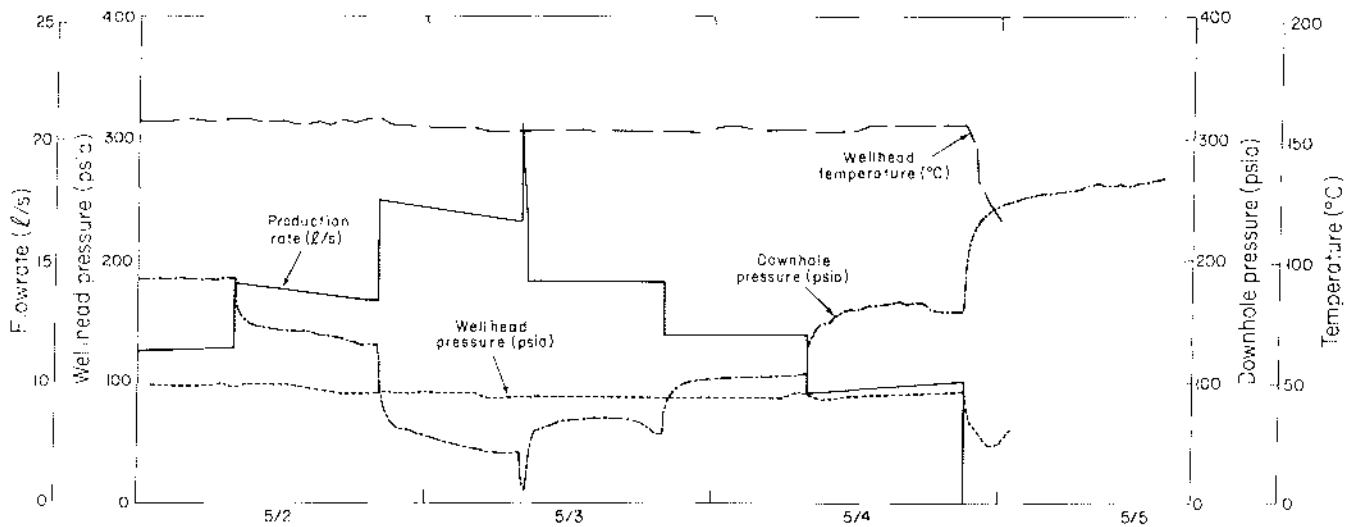 25
400
400
200
20
300
300
150
Wellhead
temperature (°C)
Production
rate (ℓ/s)
15
200
200
100
Downhole
pressure (psia)
Wellhead
pressure (psia)
10
100
100
50
0
0
0
0
5/2
5/3
5/4
5/5
Flowrate (ℓ/s)
Wellhead pressure (psia)
Downhole pressure (psia)
Temperature (°C)